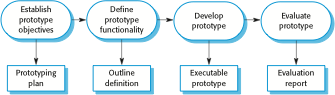 Establish
prototype
objectives
Define
prototype
functionality
Develop
prototype
Evaluate
prototype
Prototyping
plan
Outline
definition
Executable
prototype
Evaluation
report